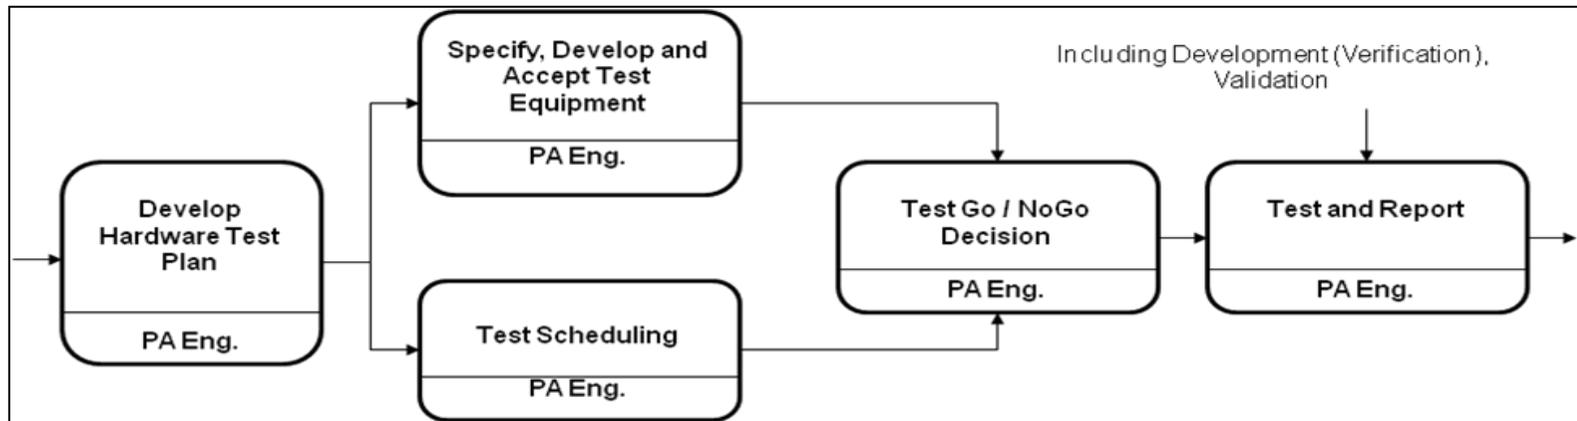 Specify, Develop and
Accept Test
Equipment
PA Eng.
Including Development (Verification),
Validation
Develop
Hardware Test
Plan
PA Eng.
Test Scheduling
PA Eng.
Test Go / NoGo
Decision
PA Eng.
Test and Report
PA Eng.